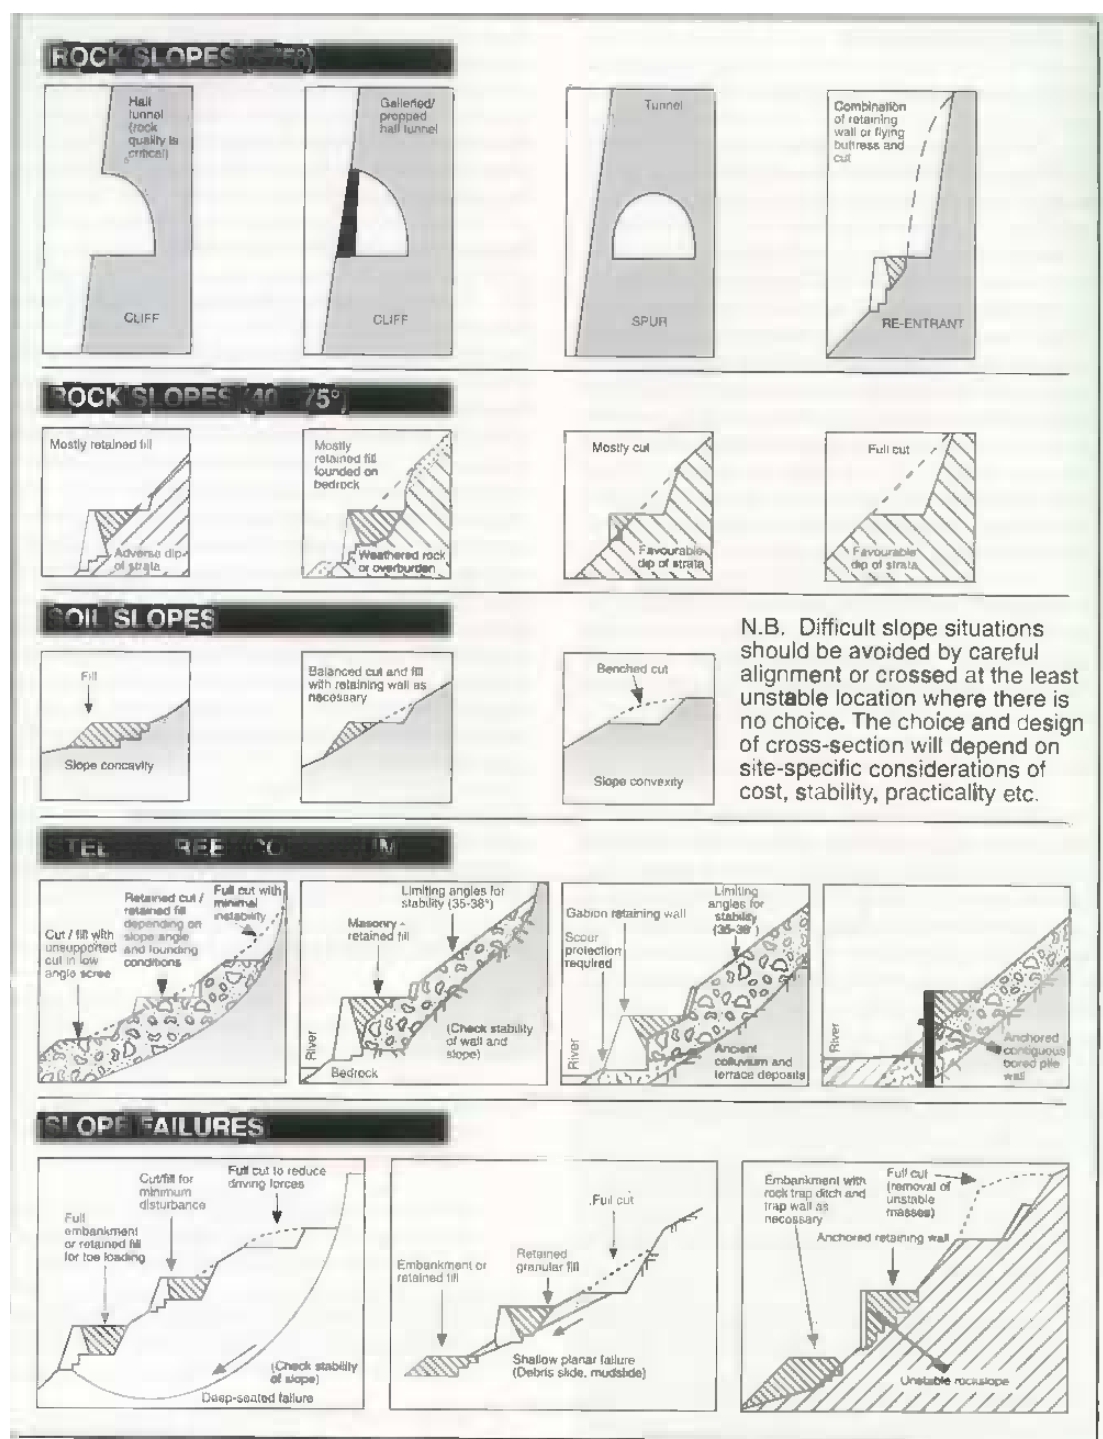 ROCK SLOPES
Half
tunnel
(rock
quality is
critical)
CLIFF
Galleried/
propped
half tunnel
CLIFF
Tunnel
SPUR
Combination
of retaining
wall or flying
buttress and
cut
RE-ENTRANT
ROCK SLOPES (40 75°)
Mostly retained fill
Adverse dip
of strata
Mostly
retained fill
founded on
bedrock
Weathered rock
or overburden
Mostly cut
Favourable
dip of strata
Full cut
Favourable
dip of strata
SOIL SLOPES
Fill
Slope concavity
Balanced cut and fill
with retaining wall as
necessary
Benched cut
Slope convexity
N.B. Difficult slope situations
should be avoided by careful
alignment or crossed at the least
unstable location where there is
no choice. The choice and design
of cross-section will depend on
site-specific considerations of
cost, stability, practicality etc.
Cut / fill with
unsupported
cut in low
angle scree
Retained cut /
retained fill
depending on
slope angle
and founding
conditions
Full cut with
minimal
instability
Masonry -
retained fill
Limiting angles for
stability (35-38°)
(Check stability
of wall and
slope)
River
Bedrock
Gabion retaining wall
Scour
protection
required
Limiting
angles for
stability
(35-38°)
River
Ancient
colluvium and
terrace deposits
River
Anchored
contiguous
bored pile
wall
SLOPE FAILURES
Full
embankment
or retained fill
for toe loading
Cut/fill for
minimum
disturbance
Full cut to reduce
driving forces
(Check stability
of slope)
Deep-seated failure
Embankment or
retained fill
Retained
granular fill
Full cut
Shallow planar failure
(Debris slide, mudslide)
Embankment with
rock trap ditch and
trap wall as
necessary
Full cut
(removal of
unstable
masses)
Anchored retaining wall
Unstable rockslope